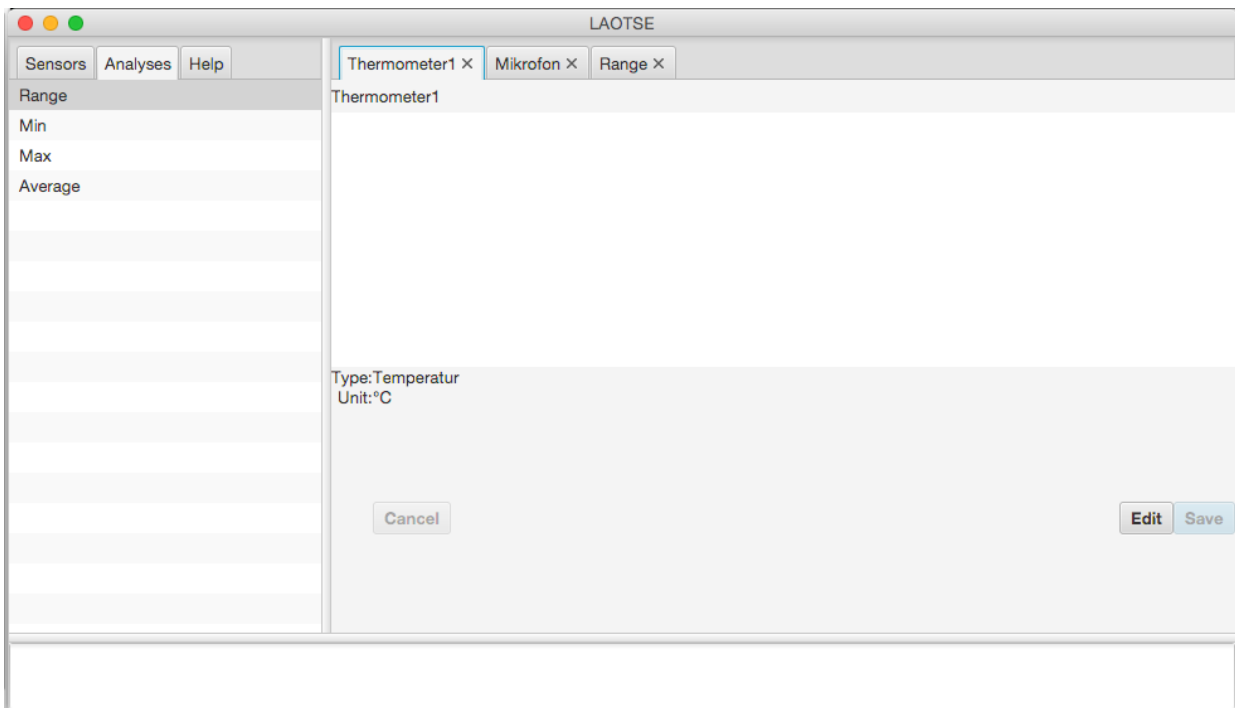 LAOTSE
Sensors Analyses Help
Range
Min
Max
Average
Thermometer1 × Mikrofon × Range ×
Thermometer1
Type:Temperatur
Unit:°C
Cancel Edit Save